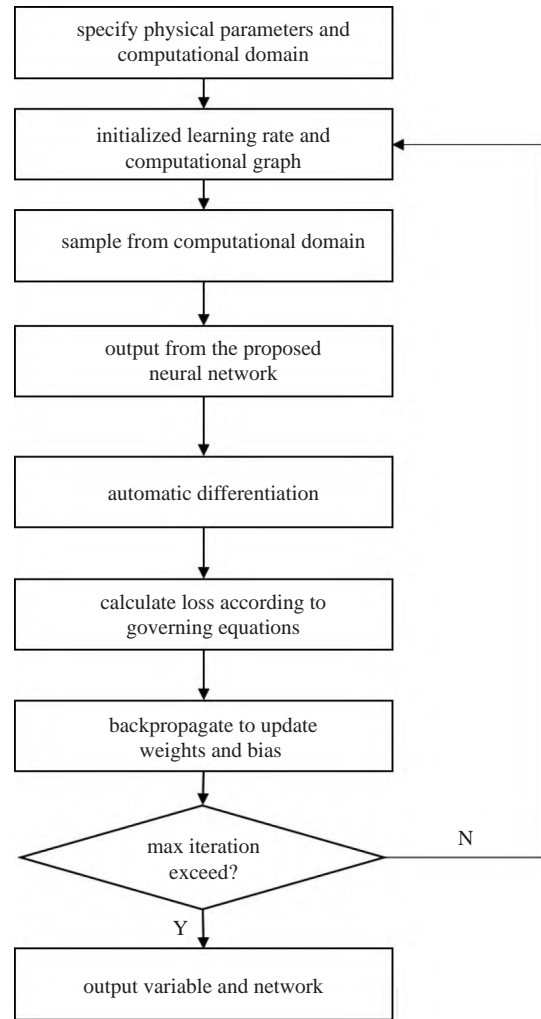 specify physical parameters and
computational domain
initialized learning rate and
computational graph
sample from computational domain
output from the proposed
neural network
automatic differentiation
calculate loss according to
governing equations
backpropagate to update
weights and bias
max iteration
exceed?
N
Y
output variable and network